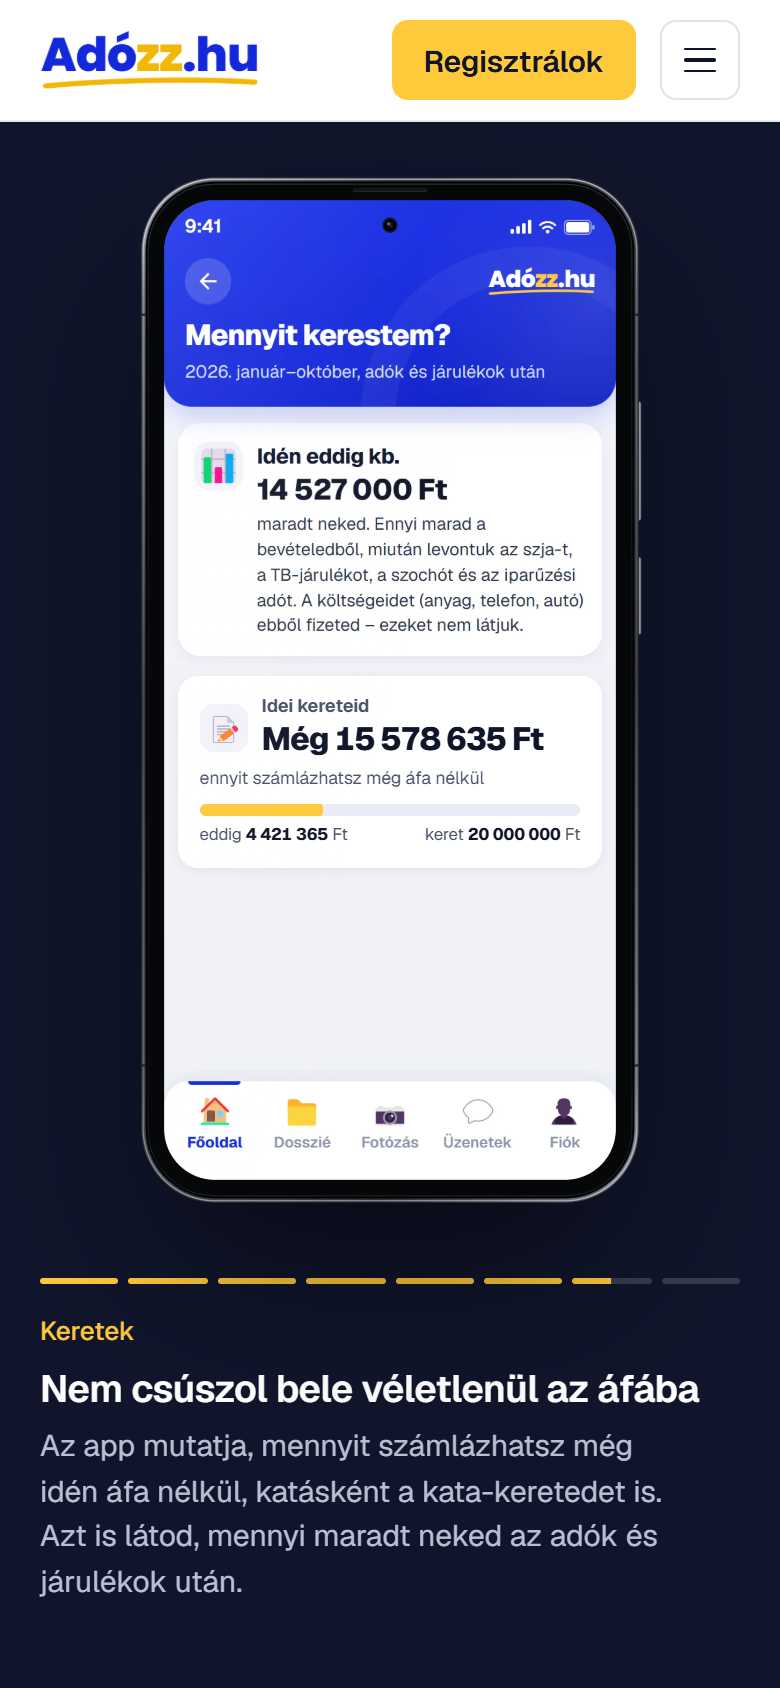 Adózz.hu
Regisztrálok
9:41
Adózz.hu
Mennyit kerestem?
2026. január–október, adók és járulékok után
Idén eddig kb.
14 527 000 Ft
maradt neked. Ennyi marad a
bevételedből, miután levontuk az szja-t,
a TB-járulékot, a szochót és az iparűzési
adót. A költségeidet (anyag, telefon, autó)
ebből fizeted – ezeket nem látjuk.
Idei kereteid
Még 15 578 635 Ft
ennyit számlázhatsz még áfa nélkül
eddig 4 421 365 Ft keret 20 000 000 Ft
Főoldal Dosszié Fotózás Üzenetek Fiók
Keretek
Nem csúszol bele véletlenül az áfába
Az app mutatja, mennyit számlázhatsz még
idén áfa nélkül, katásként a kata-keretedet is.
Azt is látod, mennyi maradt neked az adók és
járulékok után.